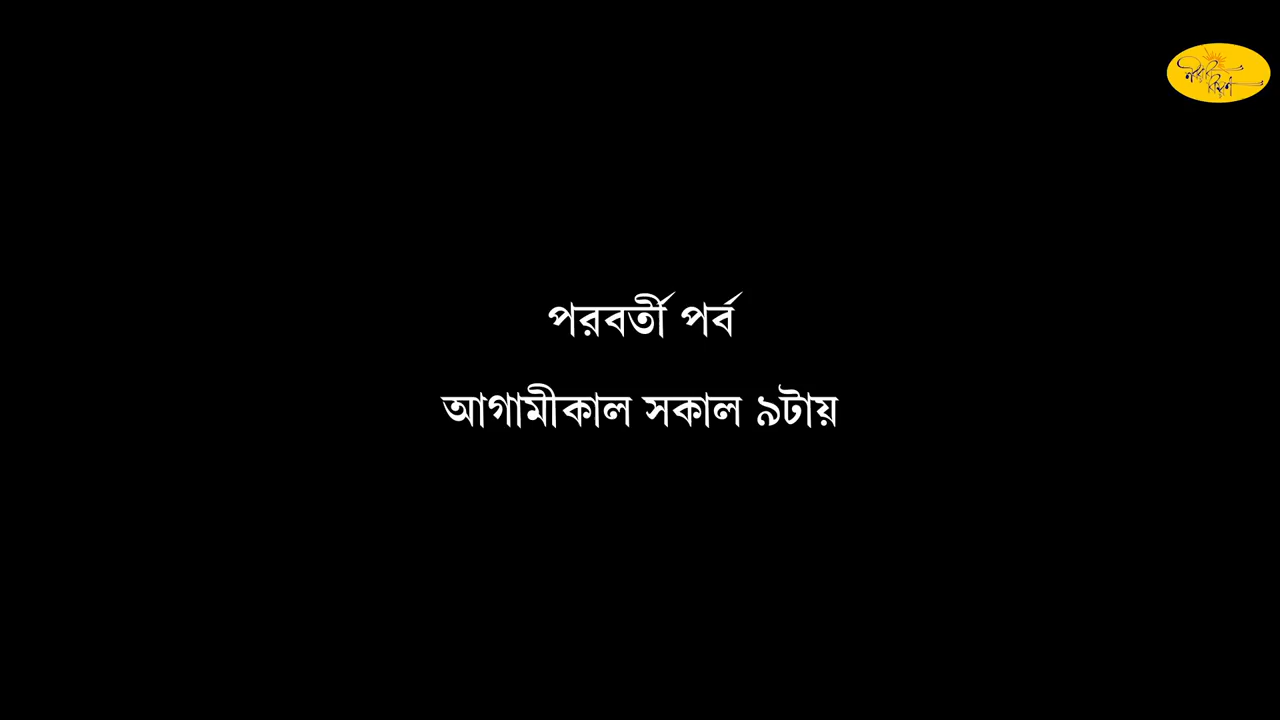 পরবর্তী পর্ব
আগামীকাল সকাল ৯টায়